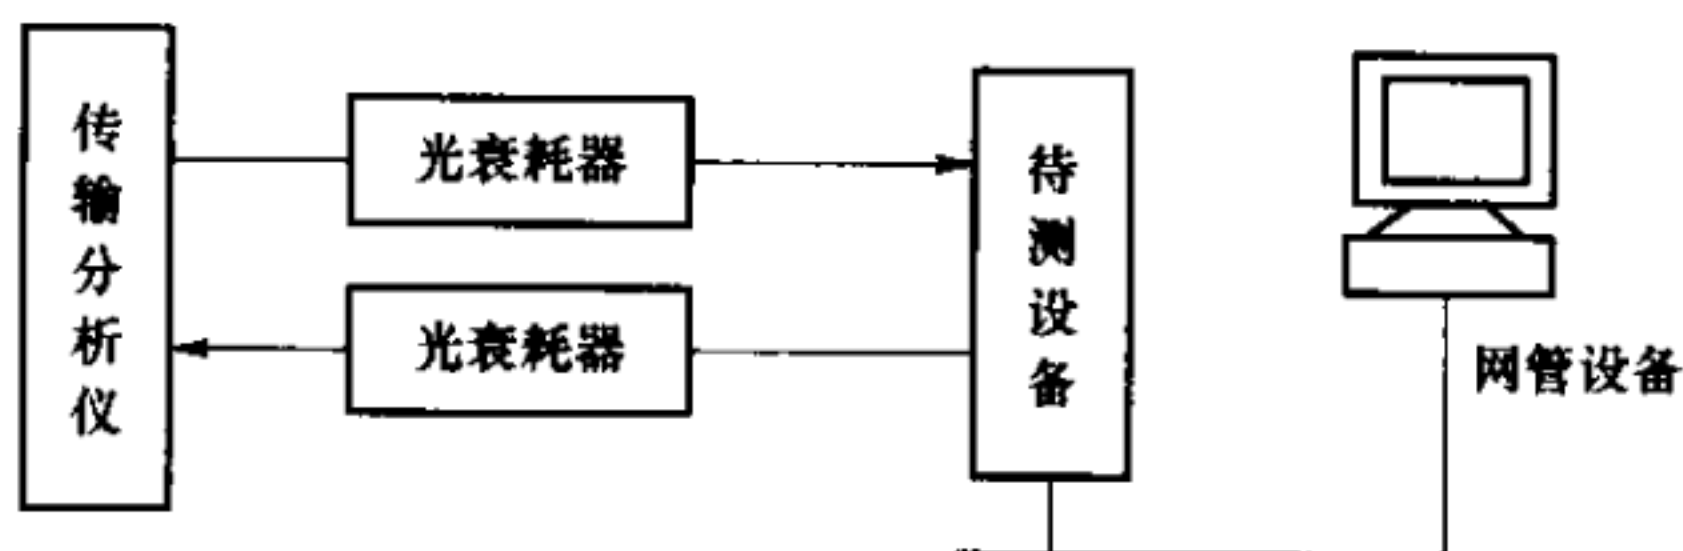 传输分析仪
光衰耗器
光衰耗器
待测设备
网管设备